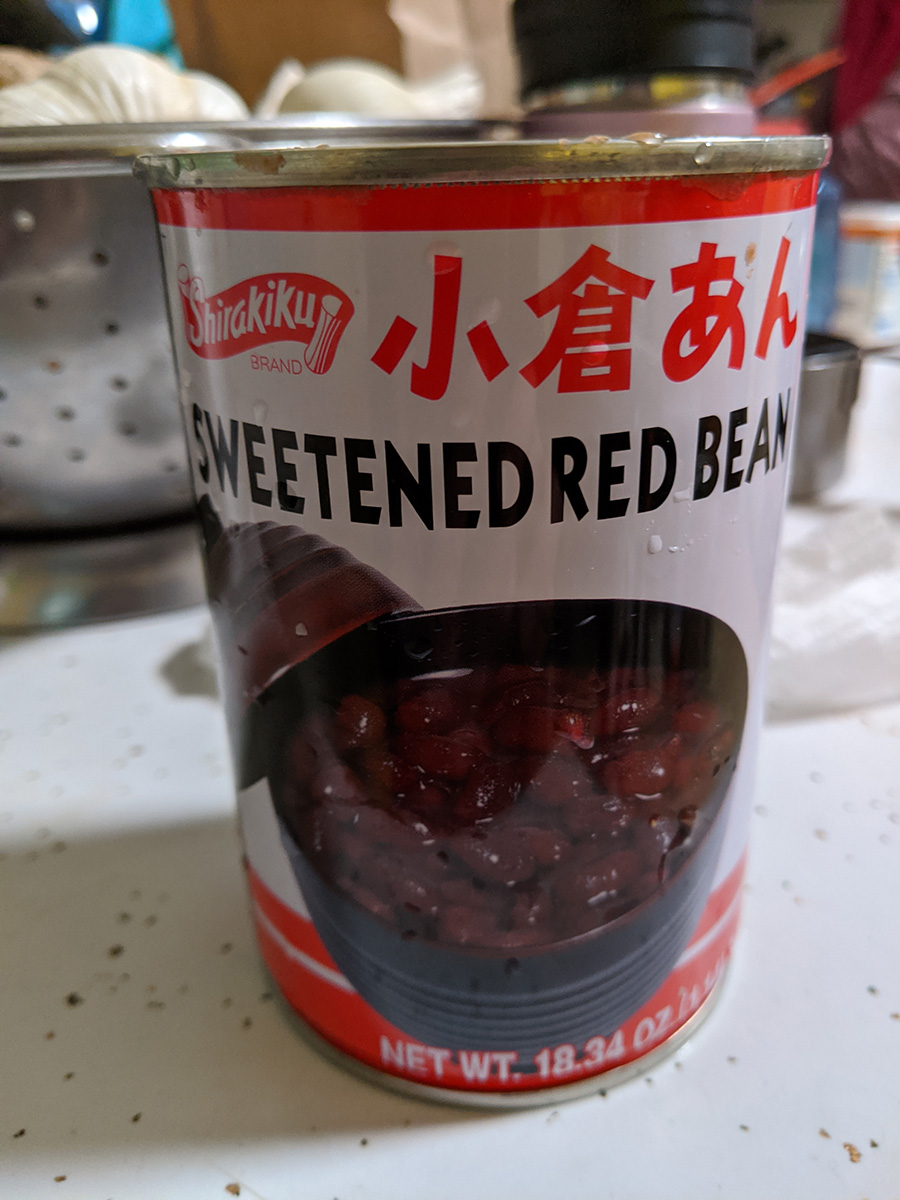 Shirakiku
BRAND
小倉あん
SWEETENED RED BEAN
NET WT. 18.34 OZ